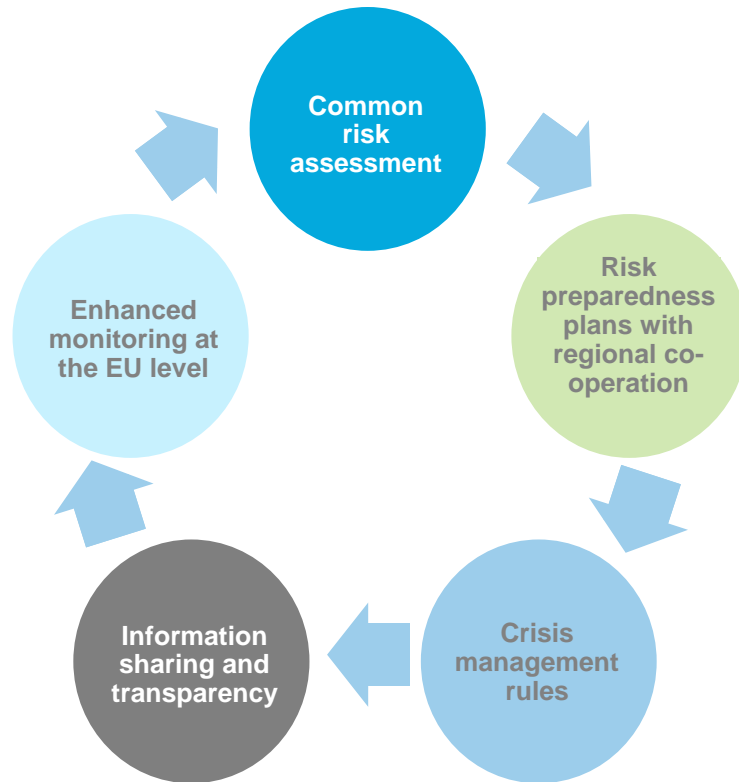 Common
risk
assessment
Risk
preparedness
plans with
regional co-
operation
Crisis
management
rules
Information
sharing and
transparency
Enhanced
monitoring at
the EU level